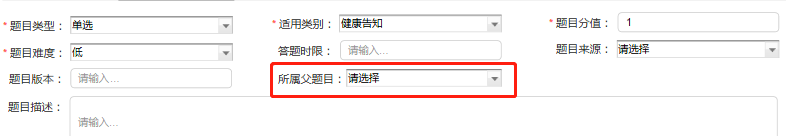 * 题目类型： 单选 * 适用类别： 健康告知 * 题目分值： 1
* 题目难度： 低 答题时限： 请输入... 题目来源： 请选择
题目版本： 请输入... 所属父题目： 请选择
题目描述：
请输入...